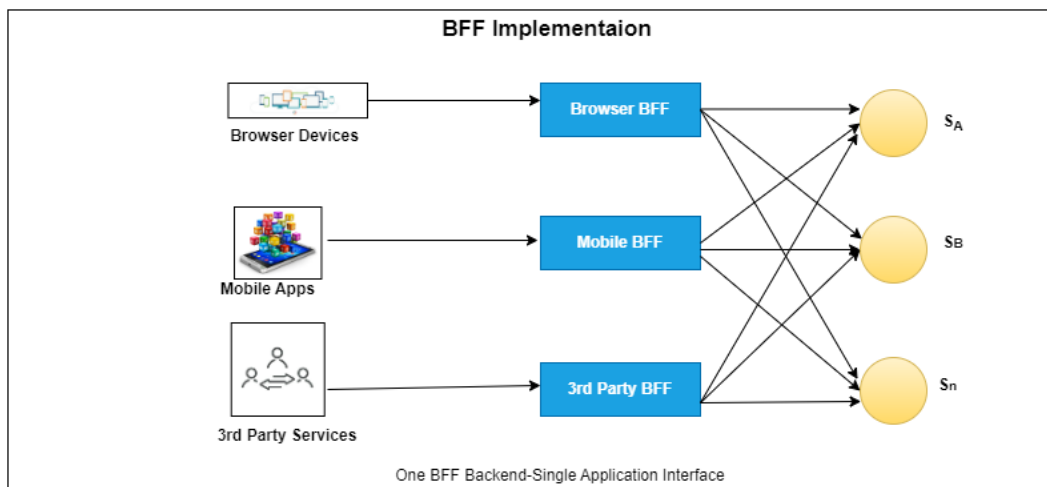 BFF Implementaion
Browser BFF
Browser Devices
SA
Mobile BFF
SB
Mobile Apps
3rd Party BFF
Sn
3rd Party Services
One BFF Backend-Single Application Interface